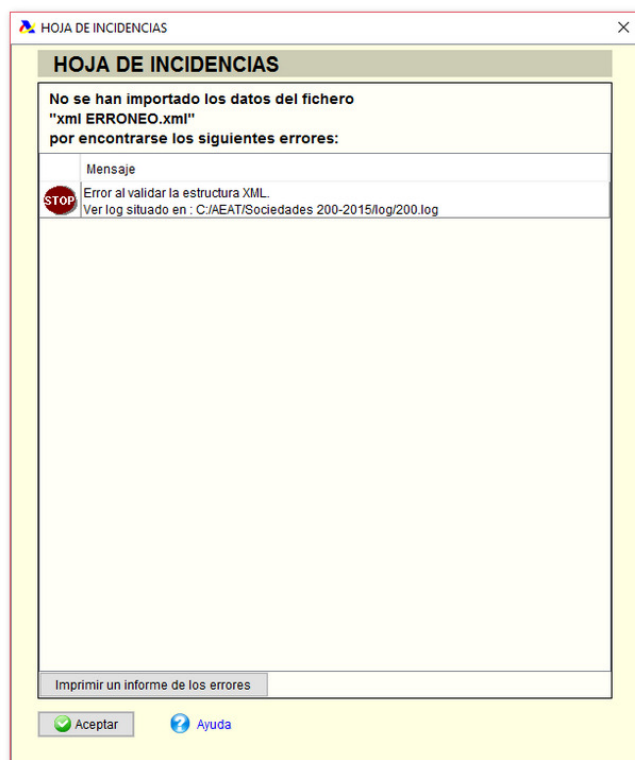 HOJA DE INCIDENCIAS
HOJA DE INCIDENCIAS
No se han importado los datos del fichero
"xml ERRONEO.xml"
por encontrarse los siguientes errores:
Mensaje
STOP
Error al validar la estructura XML.
Ver log situado en : C:/AEAT/Sociedades 200-2015/log/200.log
Imprimir un informe de los errores
Aceptar
Ayuda